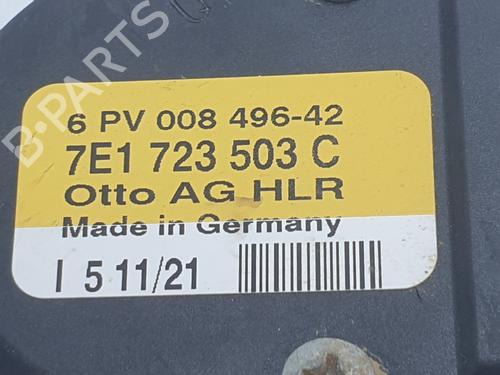 B-PARTS
6 PV 008 496-42
7E1 723 503 C
Otto AG HLR
Made in Germany
I 5 11/21